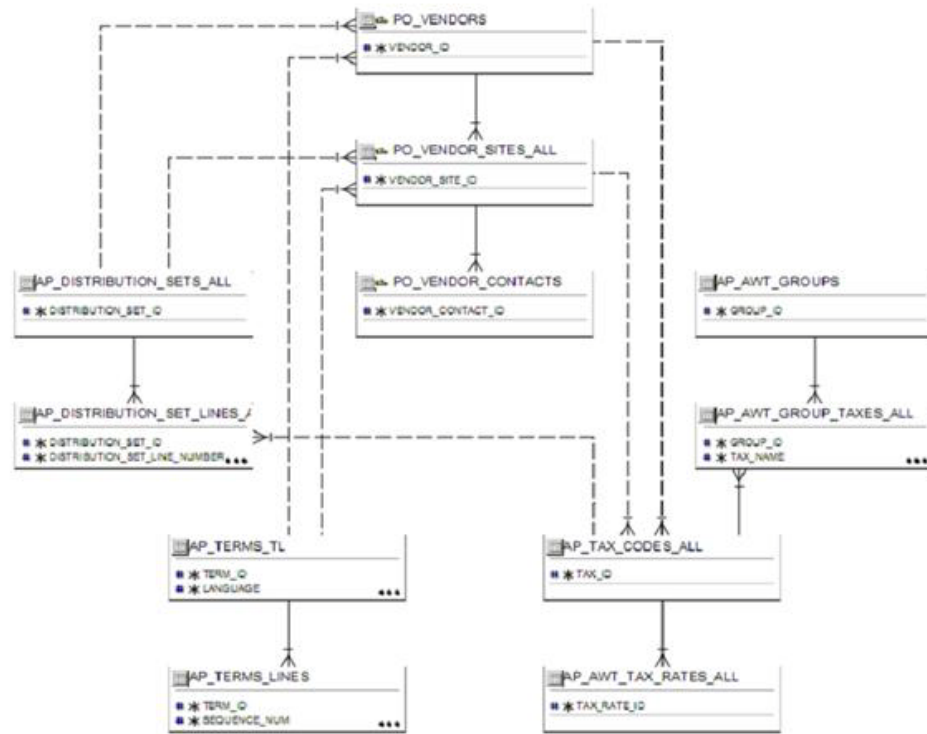 PO_VENDORS
# * VENDOR_ID
PO_VENDOR_SITES_ALL
# * VENDOR_SITE_ID
AP_DISTRIBUTION_SETS_ALL
# * DISTRIBUTION_SET_ID
PO_VENDOR_CONTACTS
# * VENDOR_CONTACT_ID
AP_AWT_GROUPS
# * GROUP_ID
AP_DISTRIBUTION_SET_LINES_A
# * DISTRIBUTION_SET_ID
# * DISTRIBUTION_SET_LINE_NUMBER...
AP_AWT_GROUP_TAXES_ALL
# * GROUP_ID
# * TAX_NAME ...
AP_TERMS_TL
# * TERM_ID
# * LANGUAGE ...
AP_TAX_CODES_ALL
# * TAX_ID
AP_TERMS_LINES
# * TERM_ID
# * SEQUENCE_NUM ...
AP_AWT_TAX_RATES_ALL
# * TAX_RATE_ID